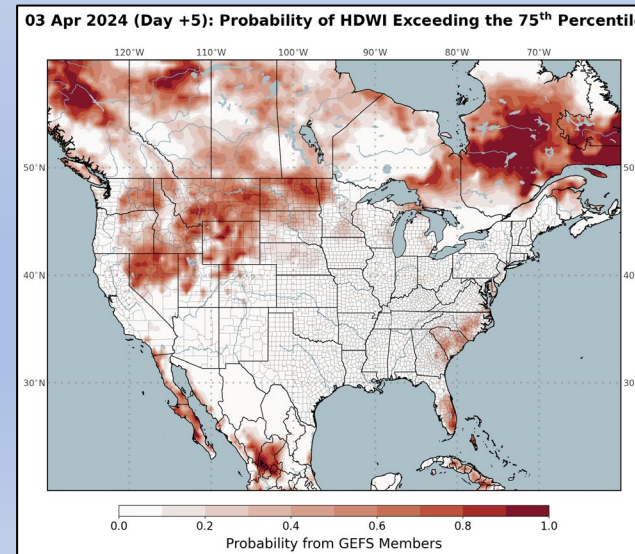 03 Apr 2024 (Day +5): Probability of HDWI Exceeding the 75th Percentile
120°W 110°W 100°W 90°W 80°W 70°W
50°N 50°
40°N 40°
30°N 30°
0.0 0.2 0.4 0.6 0.8 1.0
Probability from GEFS Members